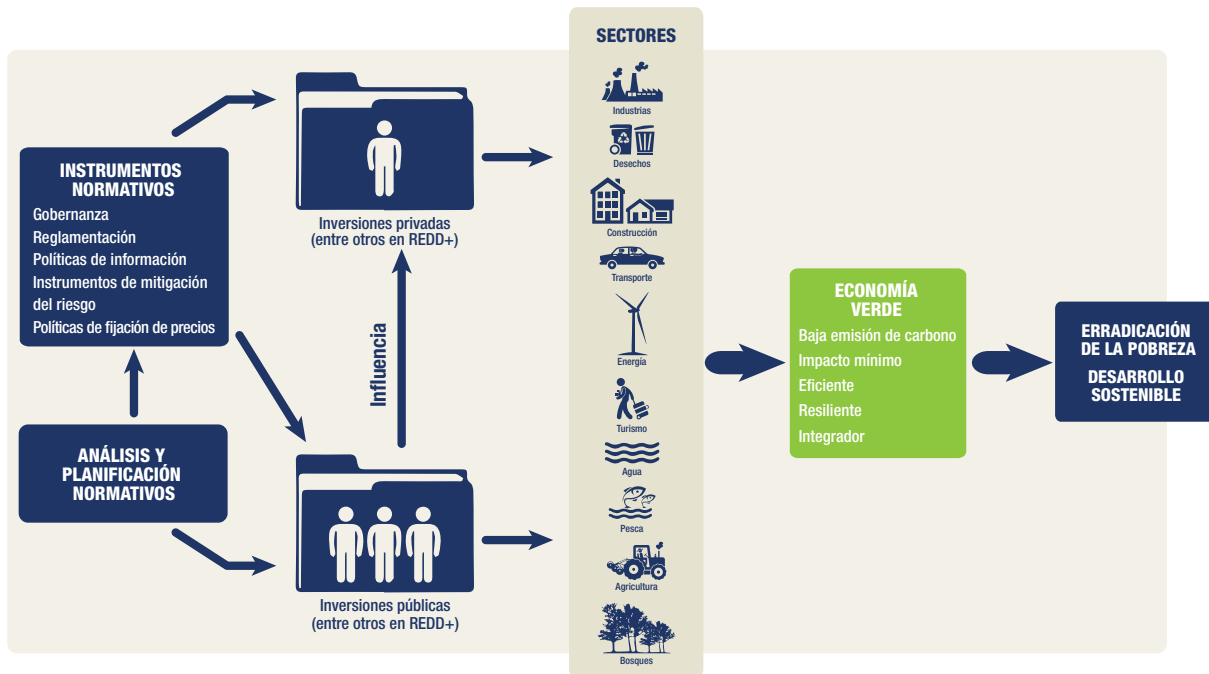 INSTRUMENTOS
NORMATIVOS
Gobernanza
Reglamentación
Políticas de información
Instrumentos de mitigación
del riesgo
Políticas de fijación de precios
ANÁLISIS Y
PLANIFICACIÓN
NORMATIVOS
Inversiones privadas
(entre otros en REDD+)
Influencia
Inversiones públicas
(entre otros en REDD+)
SECTORES
Industrías
Desechos
Construcción
Transporte
Energía
Turismo
Agua
Pesca
Agricultura
Bosques
ECONOMÍA
VERDE
Baja emisión de carbono
Impacto mínimo
Eficiente
Resiliente
Integrador
ERRADICACIÓN
DE LA POBREZA
DESARROLLO
SOSTENIBLE